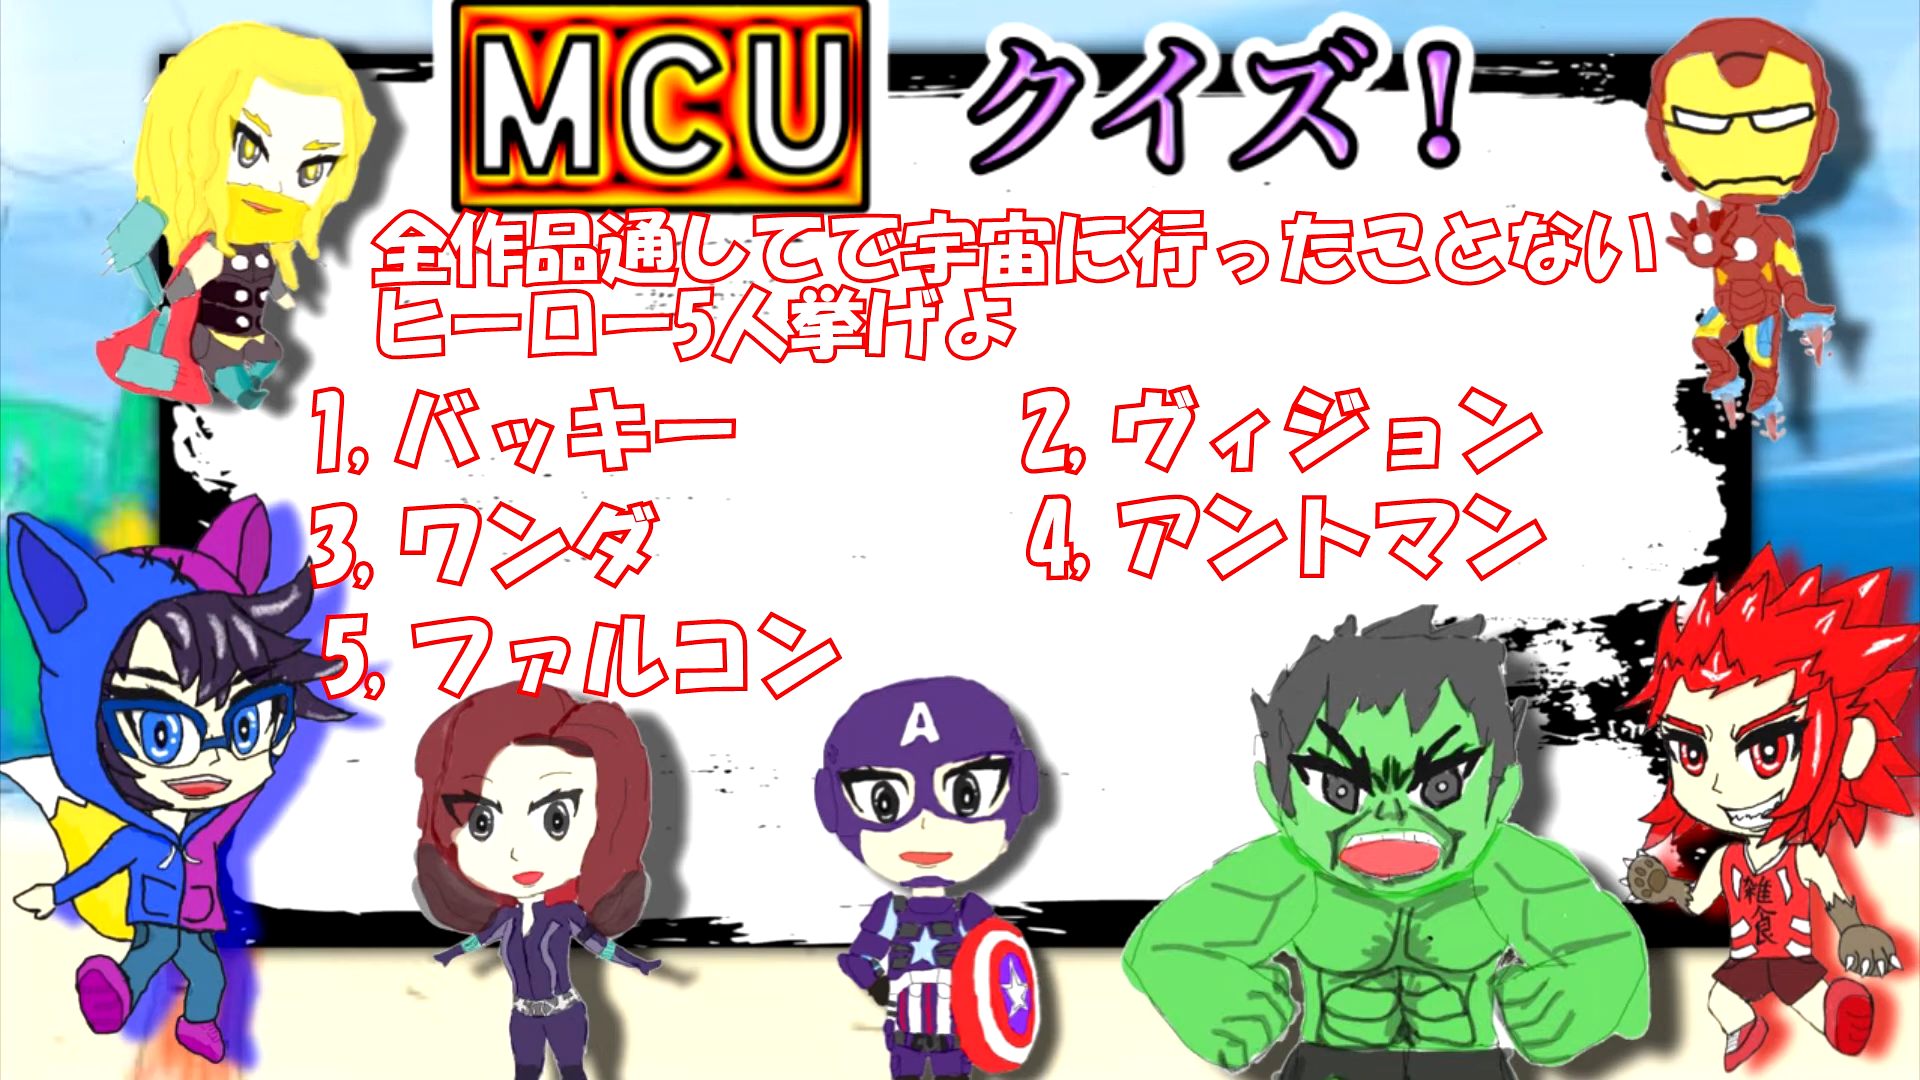 MCU クイズ！
全作品通してで宇宙に行ったことない
ヒーロー5人挙げよ
1, バッキー 2, ヴィジョン
3, ワンダ 4, アントマン
5, ファルコン
A
雑食